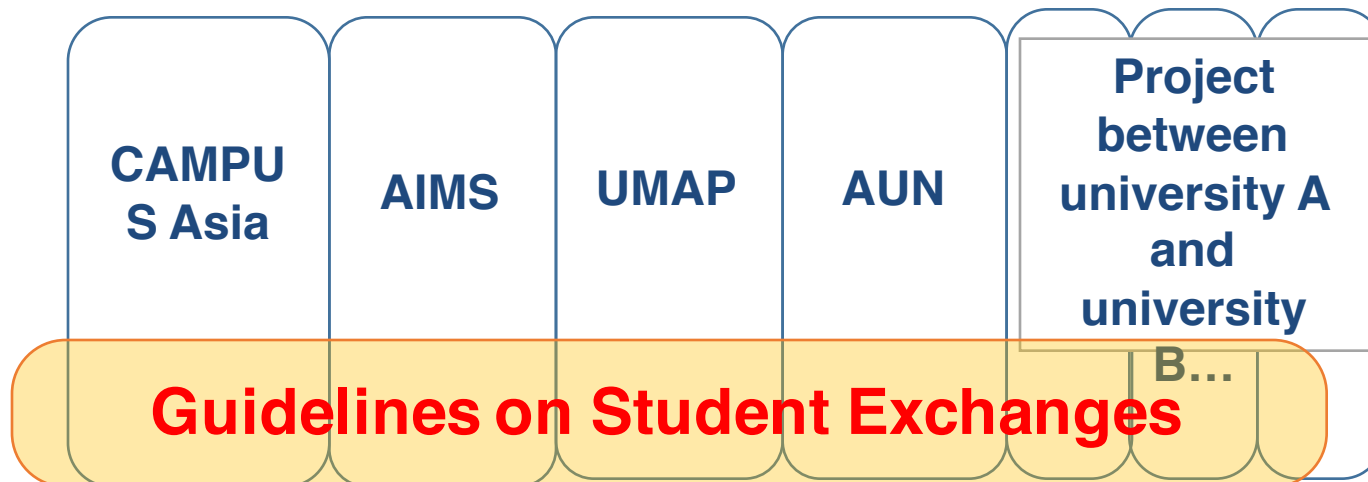 CAMPU
S Asia
AIMS
UMAP
AUN
Project
between
university A
and
university
B…
Guidelines on Student Exchanges